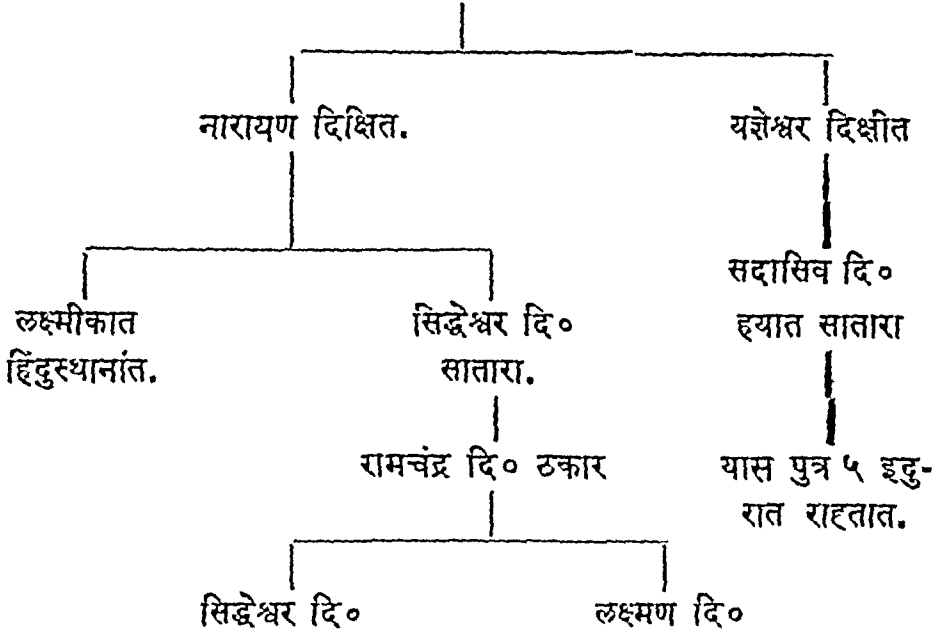 नारायण दिक्षित.
यज्ञेश्वर दिक्षीत
सदासिव दि०
हयात सातारा
लक्ष्मीकात
हिंदुस्थानांत.
सिद्धेश्वर दि०
सातारा.
रामचंद्र दि० ठकार
यास पुत्र ५ इदु-
रात राहतात.
सिद्धेश्वर दि०
लक्ष्मण दि०